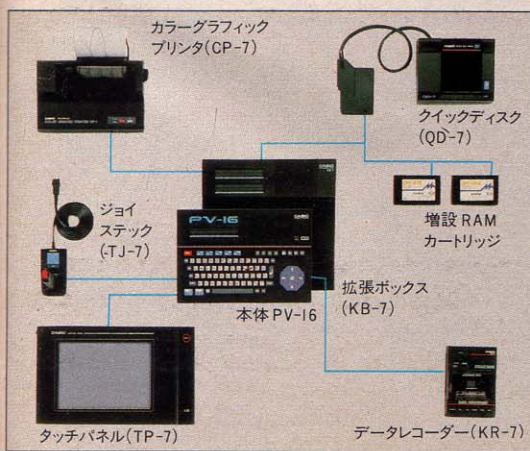 カラーグラフィック
プリンタ(CP-7)
クイックディスク
(QD-7)
増設RAM
カートリッジ
ジョイ
ステック
(-TJ-7)
PV-16
CASIO
本体PV-16
拡張ボックス
(KB-7)
タッチパネル(TP-7)
データレコーダー(KR-7)